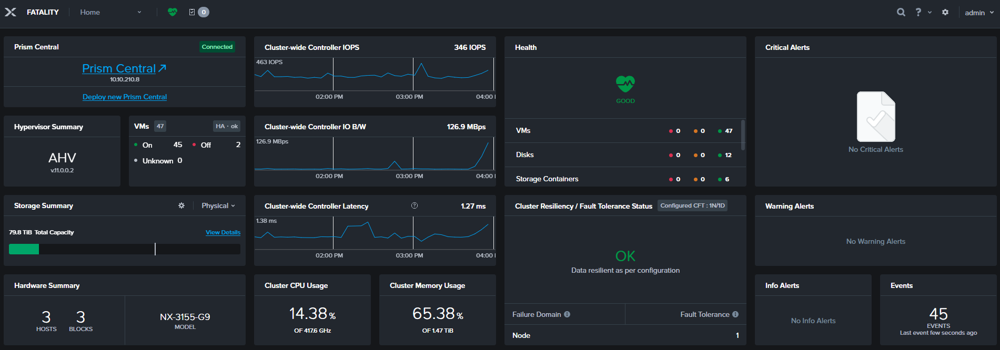 FATALITY
Home
0
?
admin
Prism Central
Connected
Prism Central
10.10.210.8
Deploy new Prism Central
Hypervisor Summary
AHV
v.11.0.0.2
VMs 47
HA · ok
On 45
Off 2
Unknown 0
Storage Summary
Physical
79.8 TiB Total Capacity
View Details
Hardware Summary
3
HOSTS
3
BLOCKS
NX-3155-G9
MODEL
Cluster-wide Controller IOPS
346 IOPS
463 IOPS
02:00 PM
03:00 PM
04:00
Cluster-wide Controller IO B/W
126.9 MBps
126.9 MBps
02:00 PM
03:00 PM
04:00
Cluster-wide Controller Latency
?
1.27 ms
1.38 ms
02:00 PM
03:00 PM
04:00
Cluster CPU Usage
14.38 %
OF 417.6 GHz
Cluster Memory Usage
65.38 %
OF 1.47 TiB
Health
GOOD
VMs 0 0 47
Disks 0 0 12
Storage Containers 0 0 6
Cluster Resiliency / Fault Tolerance Status
Configured CFT : 1N/1D
OK
Data resilient as per configuration
Failure Domain
Fault Tolerance
Node 1
Critical Alerts
No Critical Alerts
Warning Alerts
No Warning Alerts
Info Alerts
No Info Alerts
Events
45
EVENTS
Last event few seconds ago